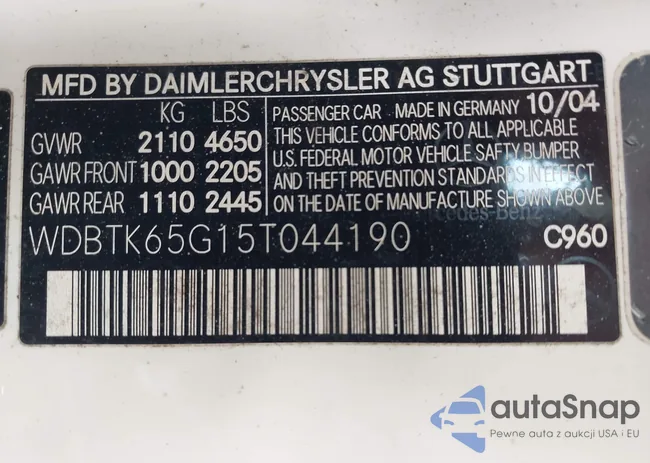 MFD BY DAIMLERCHRYSLER AG STUTTGART
KG LBS
GVWR 2110 4650
GAWR FRONT 1000 2205
GAWR REAR 1110 2445
PASSENGER CAR MADE IN GERMANY 10/04
THIS VEHICLE CONFORMS TO ALL APPLICABLE
U.S. FEDERAL MOTOR VEHICLE SAFTY BUMPER
AND THEFT PREVENTION STANDARDS IN EFFECT
ON THE DATE OF MANUFACTURE SHOWN ABOVE
WDBTK65G15T044190 C960
autaSnap
Pewne auta z aukcji USA i EU